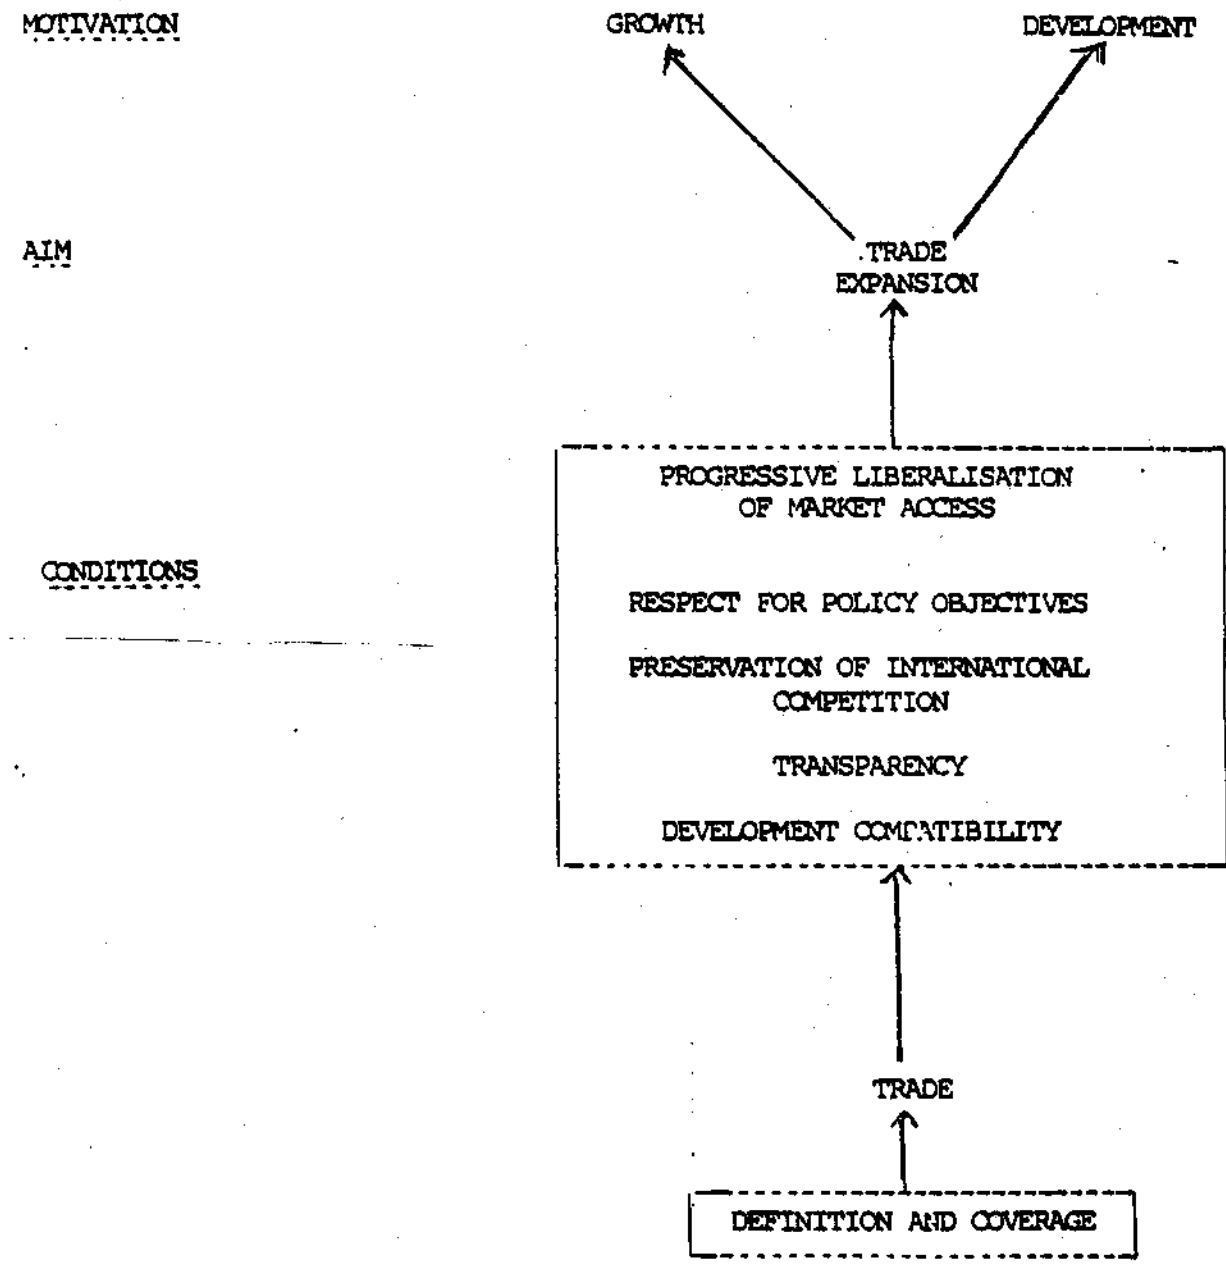 MOTIVATION
GROWTH
DEVELOPMENT
AIM
TRADE
EXPANSION
PROGRESSIVE LIBERALISATION
OF MARKET ACCESS
CONDITIONS
RESPECT FOR POLICY OBJECTIVES
PRESERVATION OF INTERNATIONAL
COMPETITION
TRANSPARENCY
DEVELOPMENT COMPATIBILITY
TRADE
DEFINITION AND COVERAGE